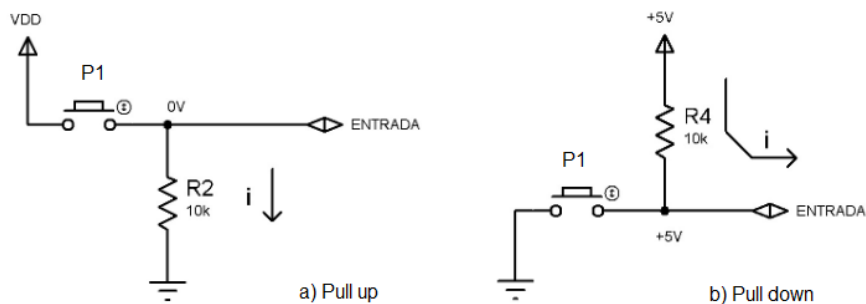 VDD
P1
0V
ENTRADA
R2
10k
i
a) Pull up
+5V
R4
10k
i
P1
ENTRADA
+5V
b) Pull down